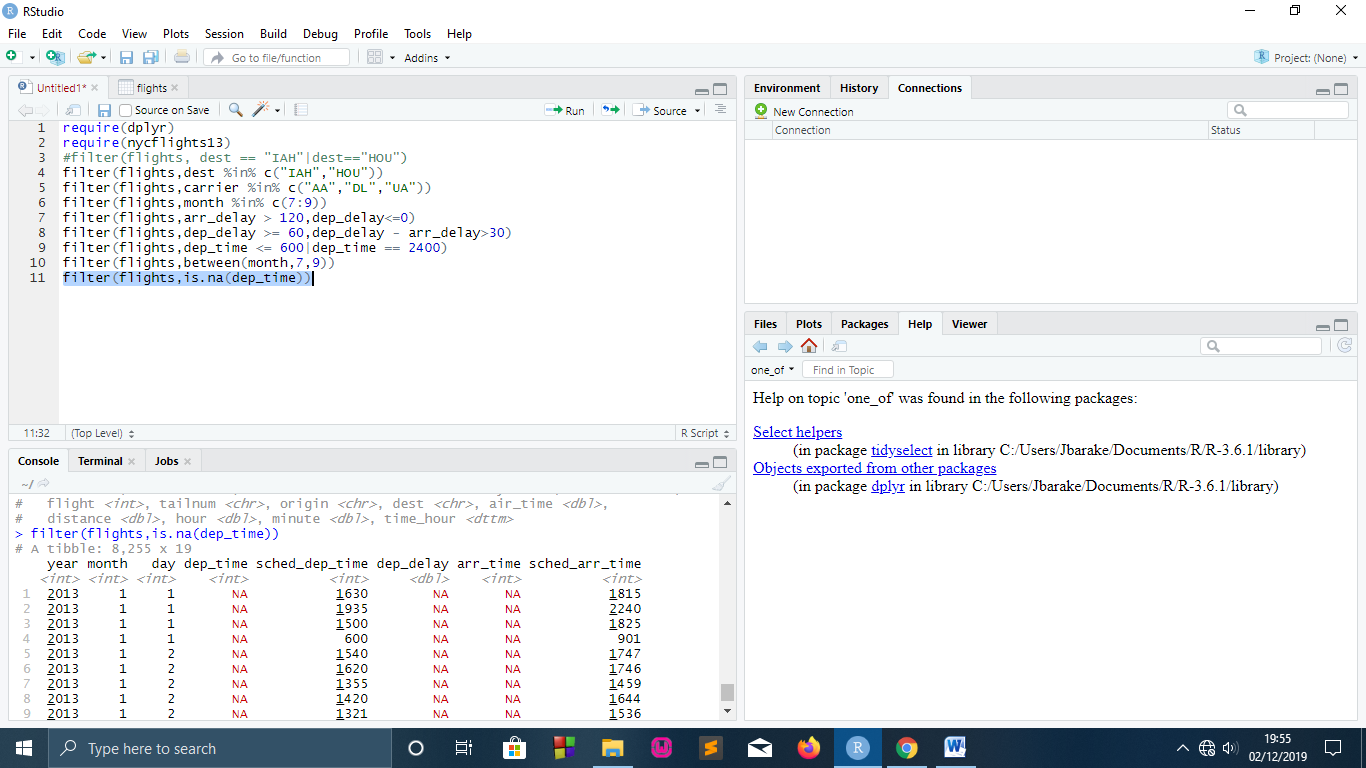 RStudio
File Edit Code View Plots Session Build Debug Profile Tools Help
Go to file/function Addins Project: (None)
Untitled1* flights
Source on Save Run Source
1 require(dplyr)
2 require(nycflights13)
3 #filter(flights, dest == "IAH"|dest=="HOU")
4 filter(flights,dest %in% c("IAH","HOU"))
5 filter(flights,carrier %in% c("AA","DL","UA"))
6 filter(flights,month %in% c(7:9))
7 filter(flights,arr_delay > 120,dep_delay<=0)
8 filter(flights,dep_delay >= 60,dep_delay - arr_delay>30)
9 filter(flights,dep_time <= 600|dep_time == 2400)
10 filter(flights,between(month,7,9))
11 filter(flights,is.na(dep_time))
11:32 (Top Level) R Script
Console Terminal Jobs
~/
# flight <int>, tailnum <chr>, origin <chr>, dest <chr>, air_time <dbl>,
# distance <dbl>, hour <dbl>, minute <dbl>, time_hour <dttm>
> filter(flights,is.na(dep_time))
# A tibble: 8,255 x 19
year month day dep_time sched_dep_time dep_delay arr_time sched_arr_time
<int> <int> <int> <int> <int> <dbl> <int> <int>
1 2013 1 1 NA 1630 NA NA 1815
2 2013 1 1 NA 1935 NA NA 2240
3 2013 1 1 NA 1500 NA NA 1825
4 2013 1 1 NA 600 NA NA 901
5 2013 1 2 NA 1540 NA NA 1747
6 2013 1 2 NA 1620 NA NA 1746
7 2013 1 2 NA 1355 NA NA 1459
8 2013 1 2 NA 1420 NA NA 1644
9 2013 1 2 NA 1321 NA NA 1536
Environment History Connections
New Connection
Connection Status
Files Plots Packages Help Viewer
one_of Find in Topic
Help on topic 'one_of' was found in the following packages:
Select helpers
(in package tidyselect in library C:/Users/Jbarake/Documents/R/R-3.6.1/library)
Objects exported from other packages
(in package dplyr in library C:/Users/Jbarake/Documents/R/R-3.6.1/library)
Type here to search
19:55
02/12/2019